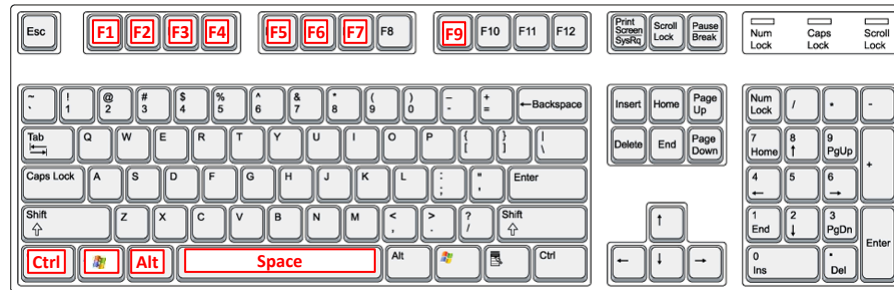 Esc F1 F2 F3 F4 F5 F6 F7 F8 F9 F10 F11 F12 Print Screen SysRq Scroll Lock Pause Break Num Lock Caps Lock Scroll Lock
~ ` ! 1 @ 2 # 3 $ 4 % 5 ^ 6 & 7 * 8 ( 9 ) 0 – - + = ←Backspace Insert Home Page Up Num Lock / * -
Tab Q W E R T Y U I O P { [ } ] | \ Delete End Page Down 7 Home 8 ↑ 9 PgUp +
Caps Lock A S D F G H J K L : ; " ' Enter 4 ← 5 6 →
Shift Z X C V B N M < , > . ? / Shift ↑ 1 End 2 ↓ 3 PgDn Enter
Ctrl Alt Space Alt Ctrl ← ↓ → 0 Ins . Del